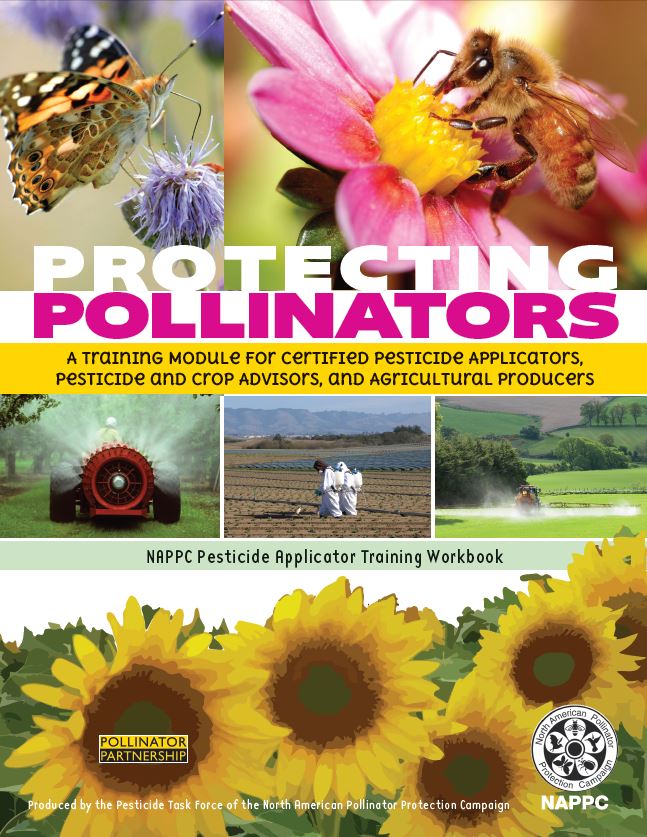 PROTECTING
POLLINATORS
A Training Module for Certified Pesticide Applicators,
Pesticide and Crop Advisors, and Agricultural Producers
NAPPC Pesticide Applicator Training Workbook
POLLINATOR
PARTNERSHIP
North American Pollinator
Protection Campaign
NAPPC
Produced by the Pesticide Task Force of the North American Pollinator Protection Campaign